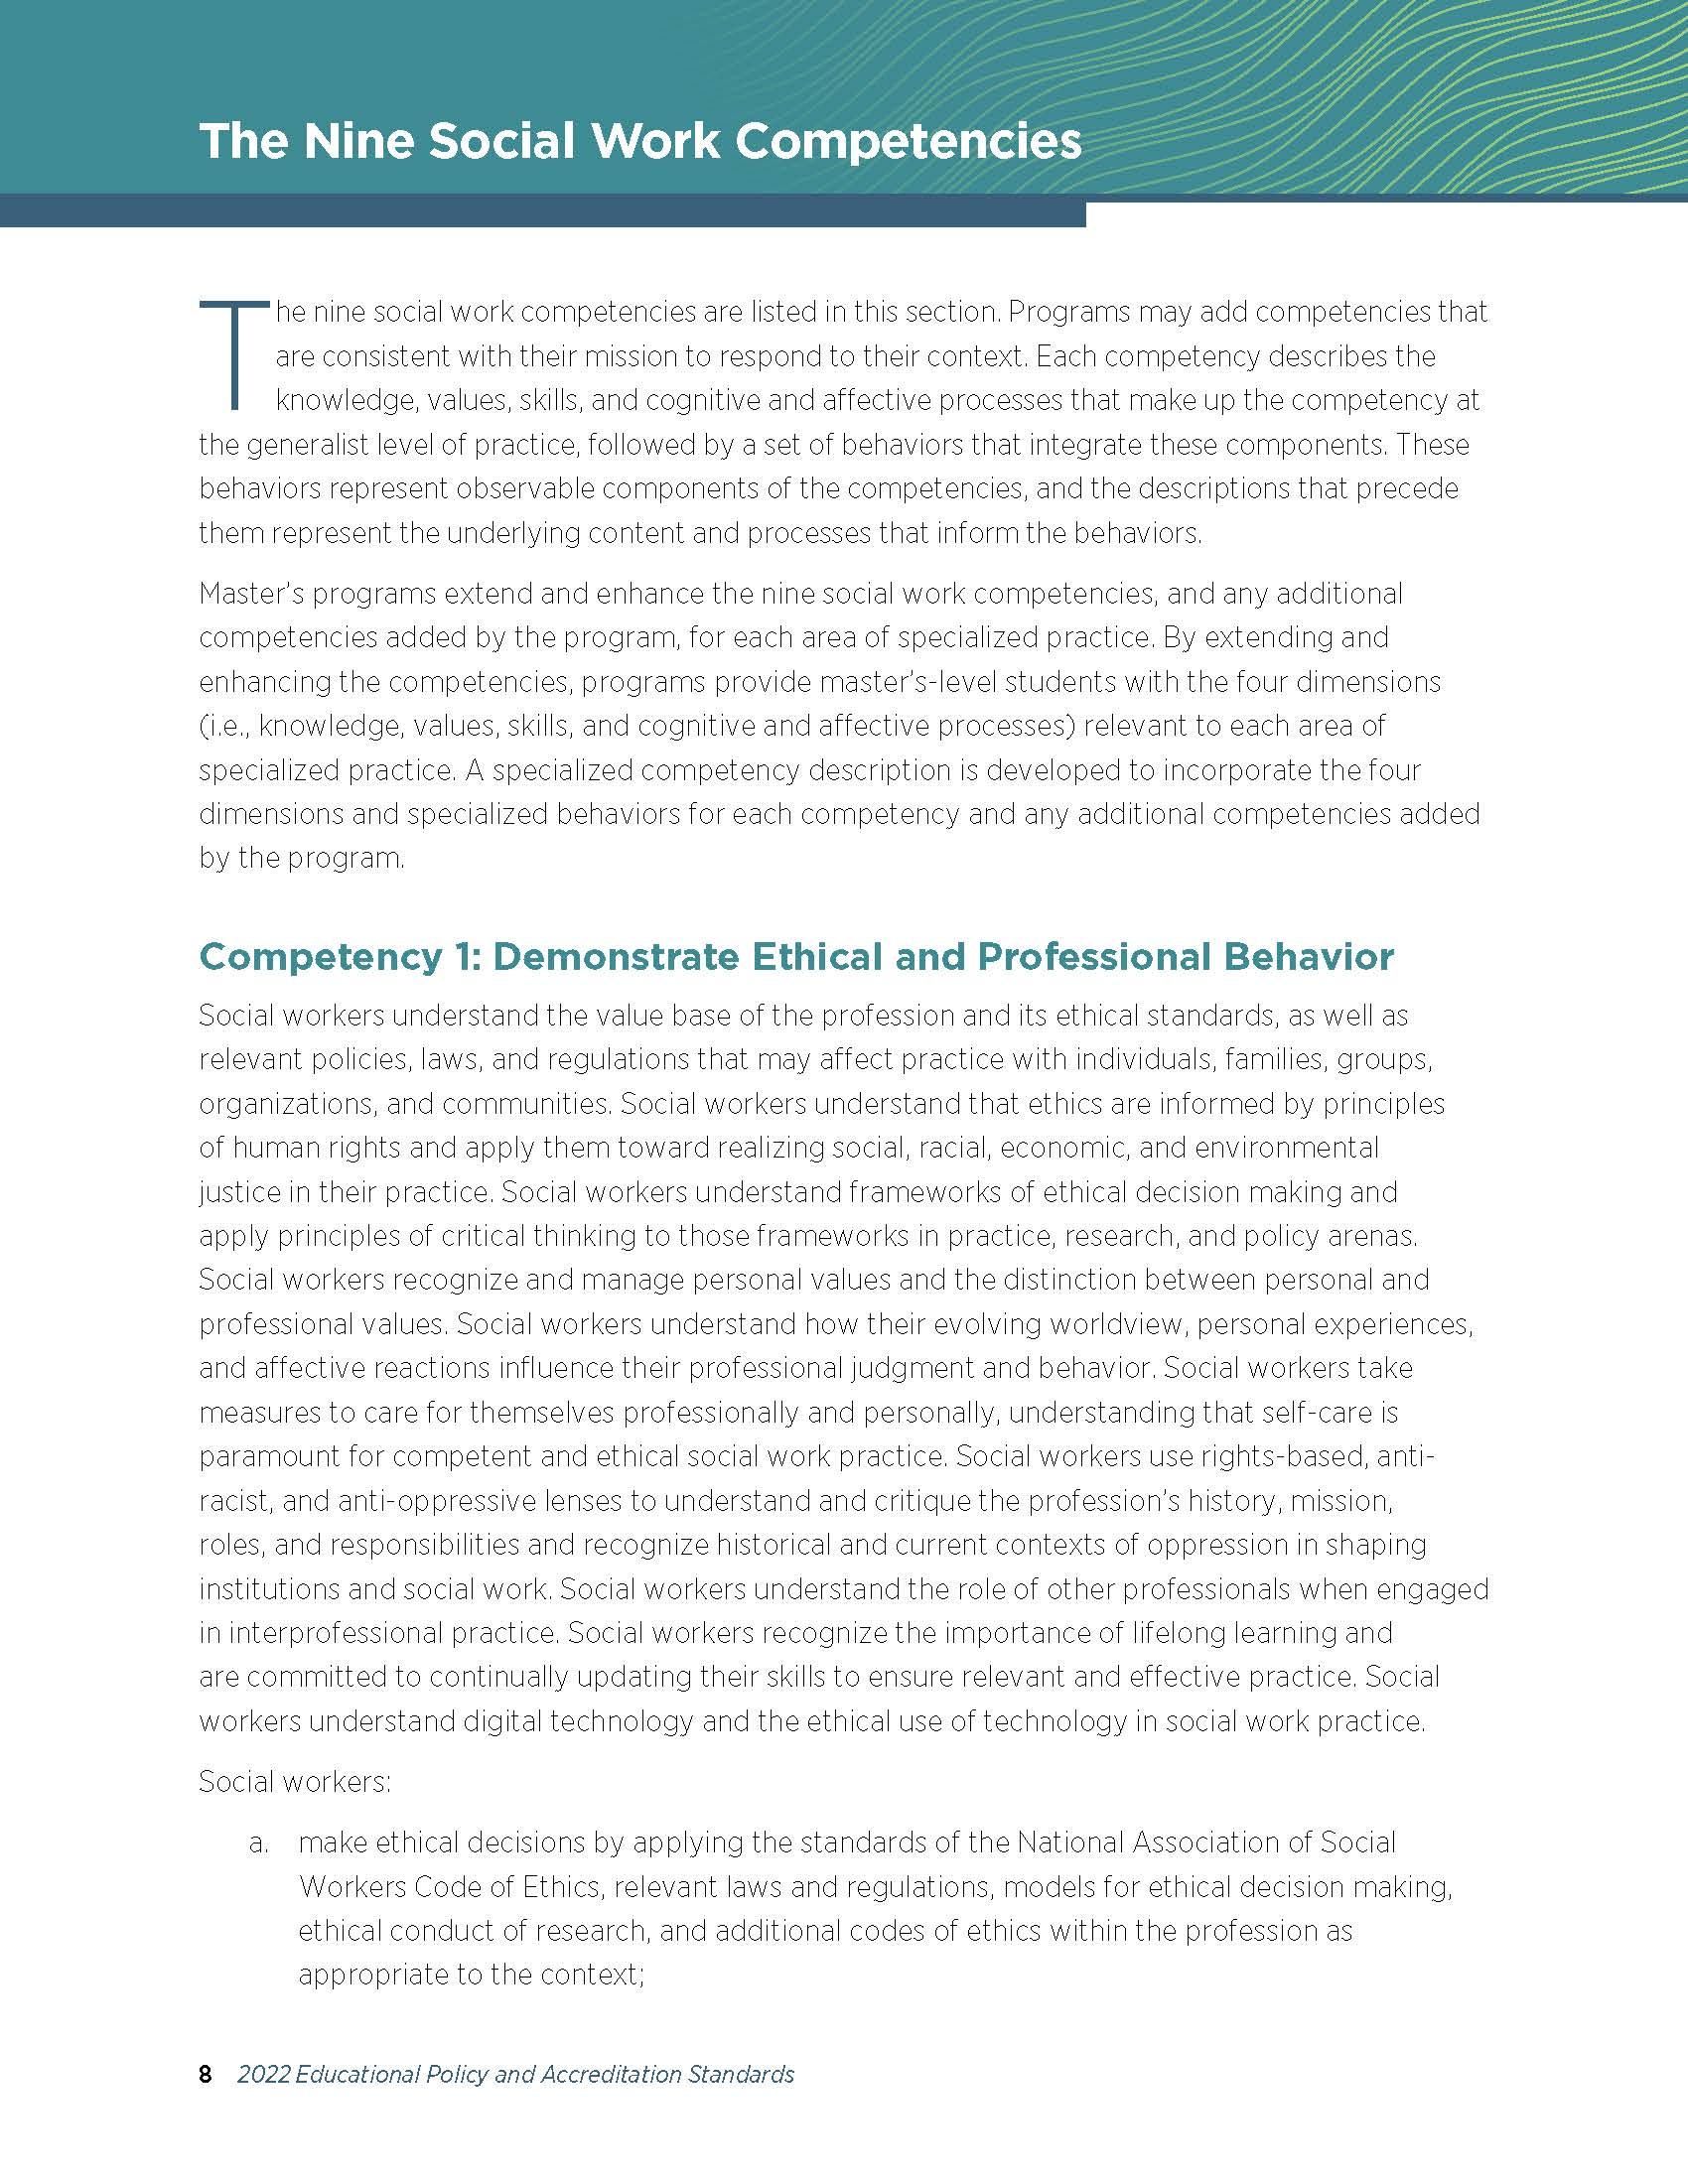 The Nine Social Work Competencies
The nine social work competencies are listed in this section. Programs may add competencies that
are consistent with their mission to respond to their context. Each competency describes the
knowledge, values, skills, and cognitive and affective processes that make up the competency at
the generalist level of practice, followed by a set of behaviors that integrate these components. These
behaviors represent observable components of the competencies, and the descriptions that precede
them represent the underlying content and processes that inform the behaviors.
Master’s programs extend and enhance the nine social work competencies, and any additional
competencies added by the program, for each area of specialized practice. By extending and
enhancing the competencies, programs provide master’s-level students with the four dimensions
(i.e., knowledge, values, skills, and cognitive and affective processes) relevant to each area of
specialized practice. A specialized competency description is developed to incorporate the four
dimensions and specialized behaviors for each competency and any additional competencies added
by the program.
Competency 1: Demonstrate Ethical and Professional Behavior
Social workers understand the value base of the profession and its ethical standards, as well as
relevant policies, laws, and regulations that may affect practice with individuals, families, groups,
organizations, and communities. Social workers understand that ethics are informed by principles
of human rights and apply them toward realizing social, racial, economic, and environmental
justice in their practice. Social workers understand frameworks of ethical decision making and
apply principles of critical thinking to those frameworks in practice, research, and policy arenas.
Social workers recognize and manage personal values and the distinction between personal and
professional values. Social workers understand how their evolving worldview, personal experiences,
and affective reactions influence their professional judgment and behavior. Social workers take
measures to care for themselves professionally and personally, understanding that self-care is
paramount for competent and ethical social work practice. Social workers use rights-based, anti-
racist, and anti-oppressive lenses to understand and critique the profession’s history, mission,
roles, and responsibilities and recognize historical and current contexts of oppression in shaping
institutions and social work. Social workers understand the role of other professionals when engaged
in interprofessional practice. Social workers recognize the importance of lifelong learning and
are committed to continually updating their skills to ensure relevant and effective practice. Social
workers understand digital technology and the ethical use of technology in social work practice.
Social workers:
a. make ethical decisions by applying the standards of the National Association of Social
Workers Code of Ethics, relevant laws and regulations, models for ethical decision making,
ethical conduct of research, and additional codes of ethics within the profession as
appropriate to the context;
8 2022 Educational Policy and Accreditation Standards